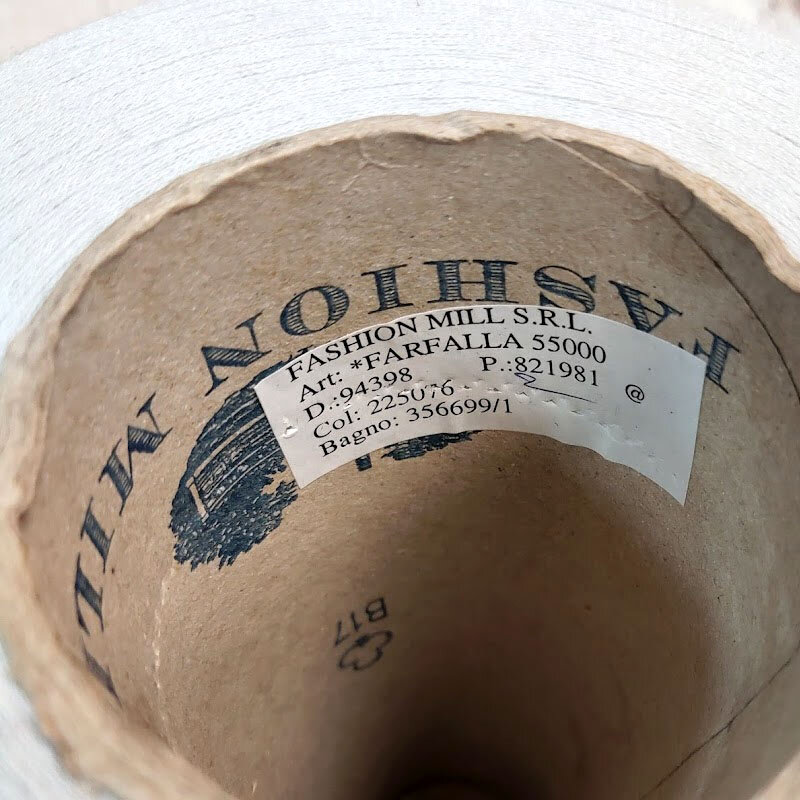 FASHION MILL
FASHION MILL S.R.L.
Art: *FARFALLA 55000
D.:94398 P.:821981 @
Col: 225076
Bagno: 356699/1
B17